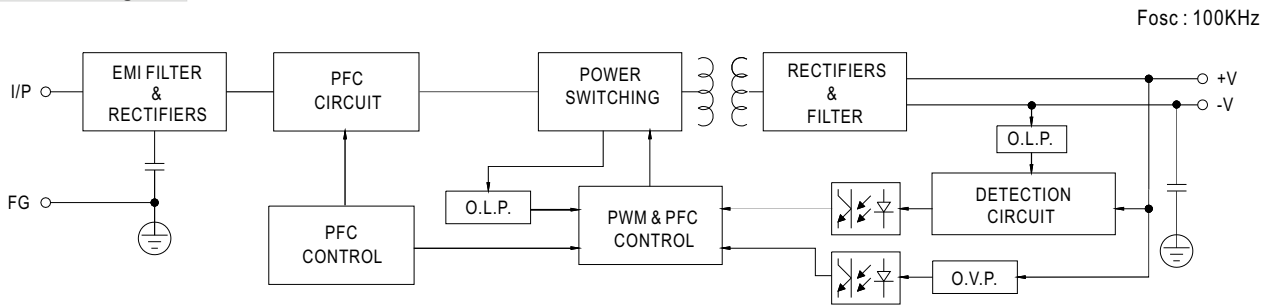 Fosc : 100KHz
I/P
EMI FILTER
&
RECTIFIERS
PFC
CIRCUIT
POWER
SWITCHING
RECTIFIERS
&
FILTER
+V
-V
O.L.P.
FG
O.L.P.
DETECTION
CIRCUIT
PFC
CONTROL
PWM & PFC
CONTROL
O.V.P.